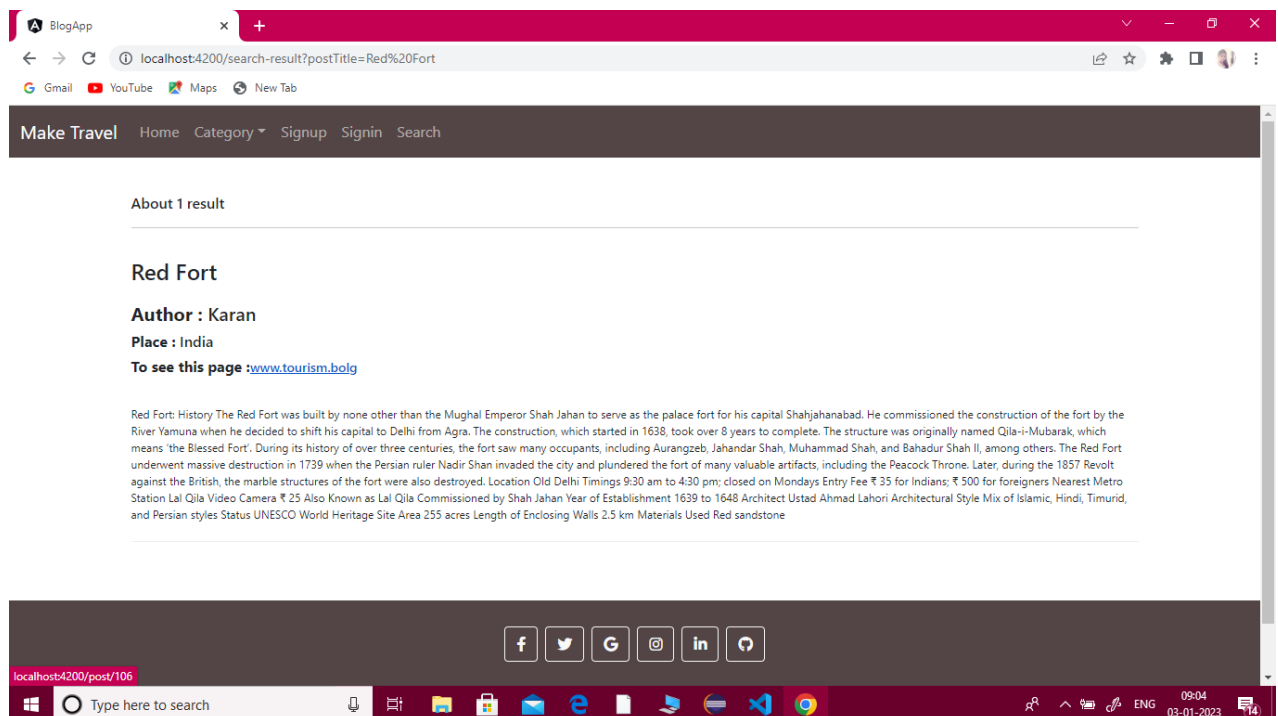 BlogApp
localhost:4200/search-result?postTitle=Red%20Fort
Gmail YouTube Maps New Tab
Make Travel Home Category Signup Signin Search
About 1 result
Red Fort
Author : Karan
Place : India
To see this page :www.tourism.bolg
Red Fort: History The Red Fort was built by none other than the Mughal Emperor Shah Jahan to serve as the palace fort for his capital Shahjahanabad. He commissioned the construction of the fort by the
River Yamuna when he decided to shift his capital to Delhi from Agra. The construction, which started in 1638, took over 8 years to complete. The structure was originally named Qila-i-Mubarak, which
means ‘the Blessed Fort’. During its history of over three centuries, the fort saw many occupants, including Aurangzeb, Jahandar Shah, Muhammad Shah, and Bahadur Shah II, among others. The Red Fort
underwent massive destruction in 1739 when the Persian ruler Nadir Shan invaded the city and plundered the fort of many valuable artifacts, including the Peacock Throne. Later, during the 1857 Revolt
against the British, the marble structures of the fort were also destroyed. Location Old Delhi Timings 9:30 am to 4:30 pm; closed on Mondays Entry Fee ₹ 35 for Indians; ₹ 500 for foreigners Nearest Metro
Station Lal Qila Video Camera ₹ 25 Also Known as Lal Qila Commissioned by Shah Jahan Year of Establishment 1639 to 1648 Architect Ustad Ahmad Lahori Architectural Style Mix of Islamic, Hindi, Timurid,
and Persian styles Status UNESCO World Heritage Site Area 255 acres Length of Enclosing Walls 2.5 km Materials Used Red sandstone
localhost:4200/post/106
Type here to search
ENG
09:04
03-01-2023
14